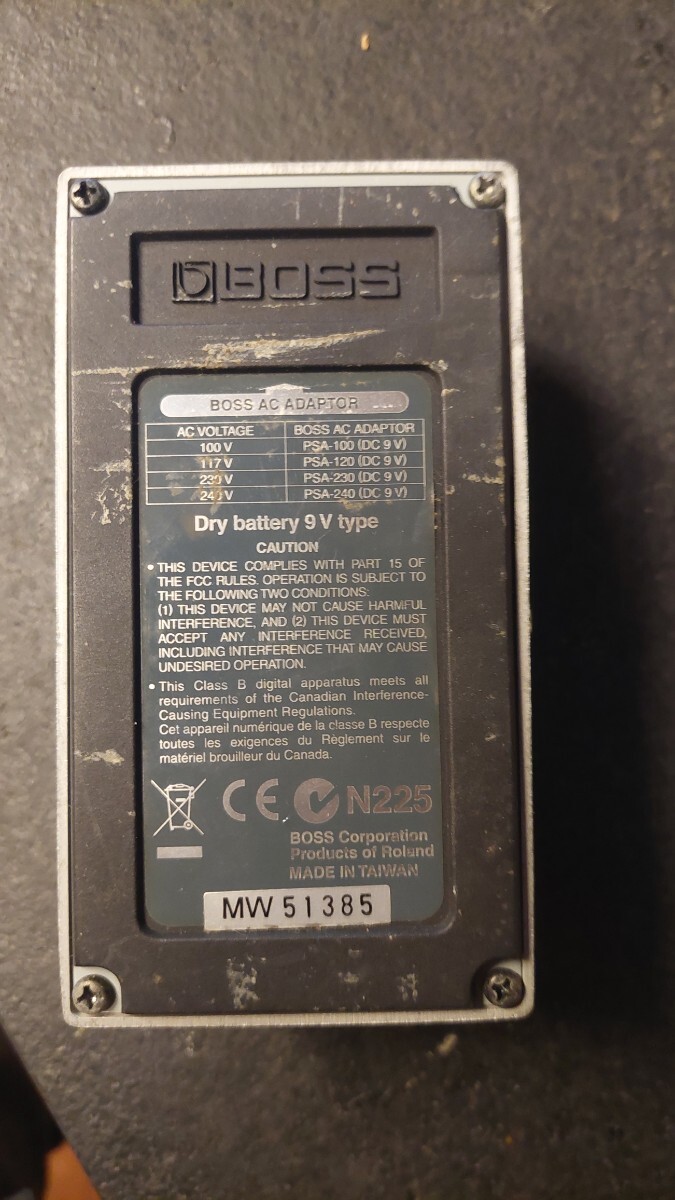 BOSS
BOSS AC ADAPTOR
AC VOLTAGE BOSS AC ADAPTOR
100 V PSA-100 (DC 9 V)
117 V PSA-120 (DC 9 V)
230 V PSA-230 (DC 9 V)
240 V PSA-240 (DC 9 V)
Dry battery 9 V type
CAUTION
• THIS DEVICE COMPLIES WITH PART 15 OF
THE FCC RULES. OPERATION IS SUBJECT TO
THE FOLLOWING TWO CONDITIONS:
(1) THIS DEVICE MAY NOT CAUSE HARMFUL
INTERFERENCE, AND (2) THIS DEVICE MUST
ACCEPT ANY INTERFERENCE RECEIVED,
INCLUDING INTERFERENCE THAT MAY CAUSE
UNDESIRED OPERATION.
• This Class B digital apparatus meets all
requirements of the Canadian Interference-
Causing Equipment Regulations.
Cet appareil numérique de la classe B respecte
toutes les exigences du Règlement sur le
matériel brouilleur du Canada.
CE N225
BOSS Corporation
Products of Roland
MADE IN TAIWAN
MW 51385